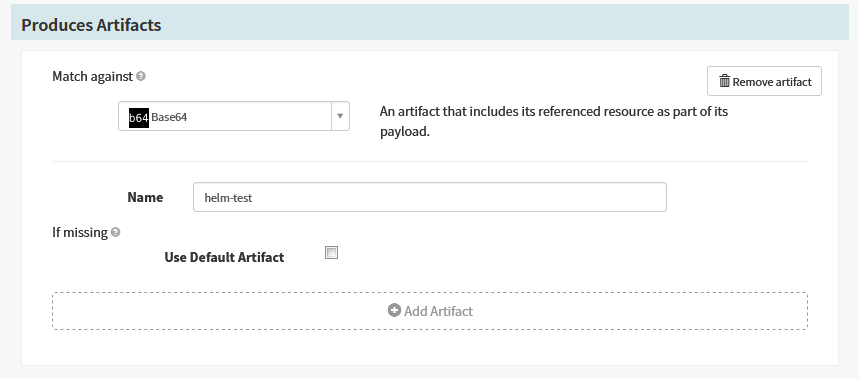 Produces Artifacts
Match against
Remove artifact
b64 Base64
An artifact that includes its referenced resource as part of its
payload.
Name
helm-test
If missing
Use Default Artifact
Add Artifact